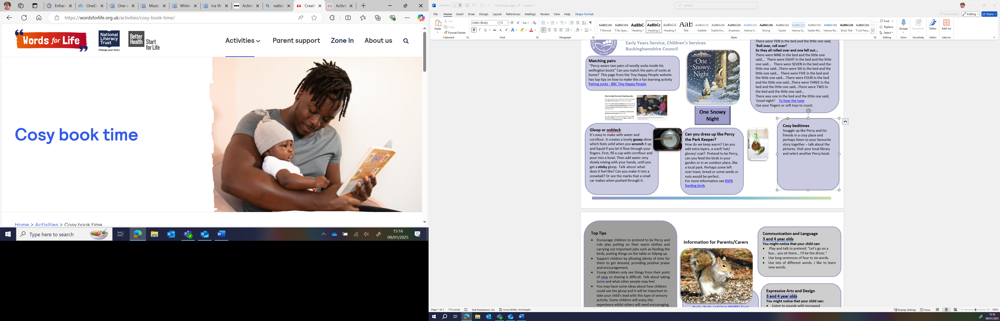 Enhan
OneD
One s
Music
Winte
Ice W
Activit
nation
Creati
Activit
https://wordsforlife.org.uk/activities/cosy-book-time/
Words for Life
National
Literacy
Trust
Change your story
Better
Health
Start
for Life
Activities
Parent support
Zone In
About us
Cosy book time
Home > Activities > Cosy book time
Type here to search
15:16
09/01/2025
AutoSave
One snowy night
Saved
Search
File
Home
Insert
Draw
Design
Layout
References
Mailings
Review
View
Help
Shape Format
Comments
Editing
Share
Paste
Cut
Copy
Format Painter
Clipboard
Calibri (Body)
12
Font
Paragraph
Normal
No Spac...
Heading 1
Heading 2
Heading 3
Title
Subtitle
Subtle Em...
Emphasis
Intense E...
Strong
Quote
Intense Q...
Subtle Ref...
Intense Re...
Book Title
List Para...
Styles
Find
Replace
Select
Editing
Dictate
Voice
Sensitivity
Sensitivity
Editor
Editor
Add-ins
Add-ins
Early Years Service, Children's Services
Buckinghamshire Council
Matching pairs
"Percy wears two pairs of woolly socks inside his
wellington boots" Can you match the pairs of socks at
home? This page from the Tiny Happy People website
has top tips on how to make this a fun learning activity
Pairing socks - BBC Tiny Happy People
How to make the most of pairing socks
One
Snowy
Night
NICK BUTTERWORTH
One Snowy
Night
There were TEN in the bed and the little one said,
'Roll over, roll over!'
So they all rolled over and one fell out...
There were NINE in the bed and the little one
said... There were EIGHT in the bed and the little
one said... There were SEVEN in the bed and the
little one said...There were SIX in the bed and the
little one said... There were FIVE in the bed and
the little one said... There were FOUR in the bed
and the little one said...There were THREE in the
bed and the little one said...There were TWO in
the bed and the little one said...
There was one in the bed and the little one said,
'Good night!' To hear the tune
Use your fingers or soft toys to count.
Gloop or oobleck
It's easy to make with water and
cornflour. It creates a lovely gooey slime
which feels solid when you scrunch it up
and liquid if you let it flow through your
fingers. First, fill a cup with cornflour and
pour into a bowl. Then add water very
slowly mixing with your hands, until you
get a sticky gloop. Talk about what
does it feel like? Can you make it into a
snowball? Or see the marks that a small
car makes when pushed through it.
Can you dress up like Percy
the Park Keeper?
How do we keep warm? Can you
add extra layers, a scarf/ hat/
gloves/ coat? Pretend to be Percy,
can you feed the birds in your
garden or in an outdoor place, like
a local park. Perhaps some left
over toast, bread or some seeds or
nuts would be perfect.
For more information see RSPB
feeding birds
Cosy bedtimes
Snuggle up like Percy and his
friends in a cosy place and
perhaps listen to your favourite
story together – talk about the
pictures. Visit your local library
and select another Percy book.
Top Tips
• Encourage children to pretend to be Percy and
role play putting on their warm clothes and
carrying out important jobs such as feeding the
birds, putting things on the table or tidying up.
• Support children by allowing plenty of time for
them to get dressed, providing positive praise
and encouragement.
• Young children only see things from their point
of view so sharing is difficult. Talk about taking
turns and what other people may feel.
• You may have some ideas about how children
could use the gloop and it will be important to
take your child's lead with this type of sensory
activity. Some children will enjoy this
experience whilst others will need encouraging.
Information for Parents/Carers
Bucks, Berks and Oxon Wildlife Trust
Communication and Language
3 and 4 year olds
You might notice that your child can:
• Play and talk to pretend: "Let's go on a
bus... you sit there... I'll be the driver."
• Use long sentences of four to six words.
• Use lots of different words. I like to learn
new words.
Expressive Arts and Design
3 and 4 year olds
You might notice that your child can:
• Listen to sounds with increased
Page 1 of 2
774 words
Text Predictions: On
Accessibility: Investigate
Display Settings
Focus
105%
15:16
09/01/2025